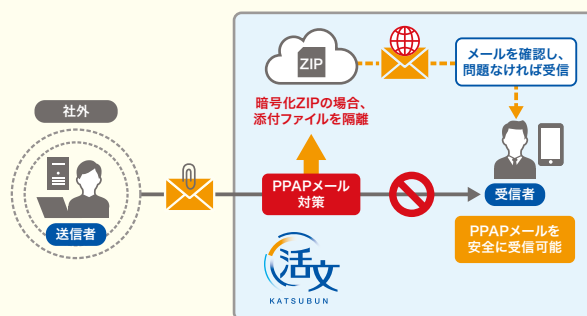 社外
送信者
ZIP
暗号化ZIPの場合、
添付ファイルを隔離
メールを確認し、
問題なければ受信
PPAPメール
対策
受信者
PPAPメールを
安全に受信可能
活文
KATSUBUN